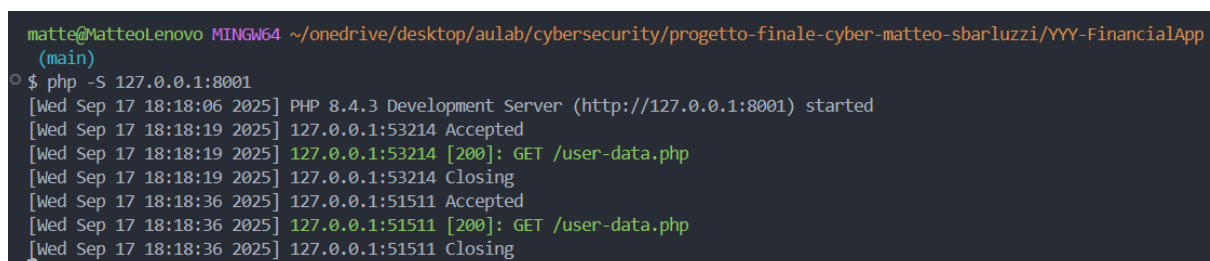 matte@MatteoLenovo MINGW64 ~/onedrive/desktop/aulab/cybersecurity/progetto-finale-cyber-matteo-sbarluzzi/YYY-FinancialApp
(main)
$ php -S 127.0.0.1:8001
[Wed Sep 17 18:18:06 2025] PHP 8.4.3 Development Server (http://127.0.0.1:8001) started
[Wed Sep 17 18:18:19 2025] 127.0.0.1:53214 Accepted
[Wed Sep 17 18:18:19 2025] 127.0.0.1:53214 [200]: GET /user-data.php
[Wed Sep 17 18:18:19 2025] 127.0.0.1:53214 Closing
[Wed Sep 17 18:18:36 2025] 127.0.0.1:51511 Accepted
[Wed Sep 17 18:18:36 2025] 127.0.0.1:51511 [200]: GET /user-data.php
[Wed Sep 17 18:18:36 2025] 127.0.0.1:51511 Closing